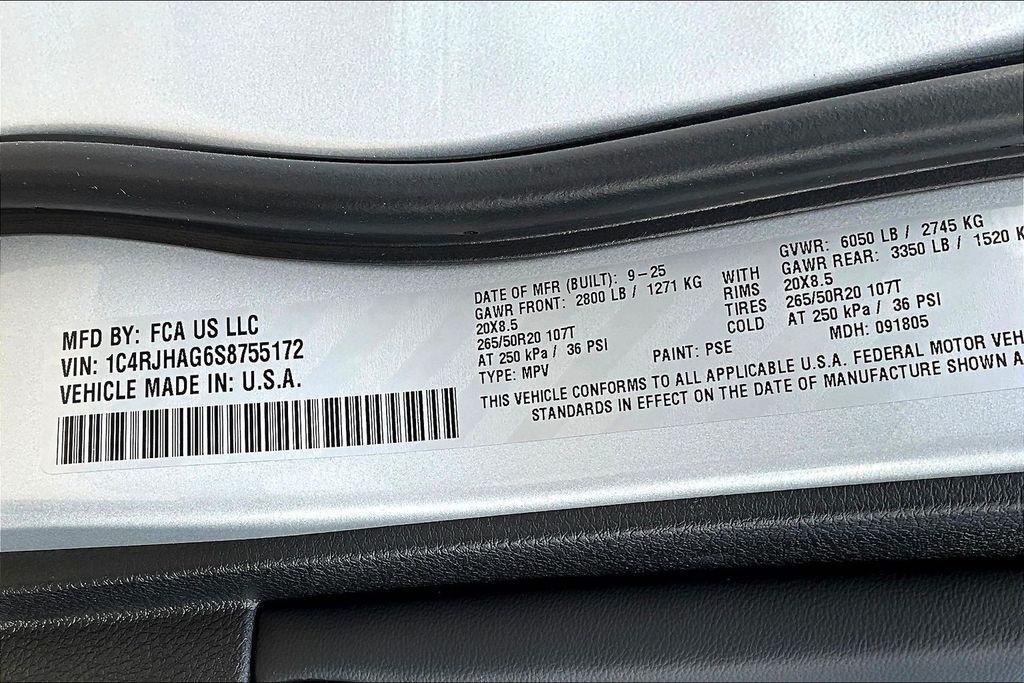 MFD BY: FCA US LLC
VIN: 1C4RJHAG6S8755172
VEHICLE MADE IN: U.S.A.
DATE OF MFR (BUILT): 9-25
GAWR FRONT: 2800 LB / 1271 KG
20X8.5
265/50R20 107T
AT 250 kPa / 36 PSI
TYPE: MPV
WITH
RIMS
TIRES
COLD
GVWR: 6050 LB / 2745 KG
GAWR REAR: 3350 LB / 1520 K
20X8.5
265/50R20 107T
AT 250 kPa / 36 PSI
PAINT: PSE
MDH: 091805
THIS VEHICLE CONFORMS TO ALL APPLICABLE U.S.A. FEDERAL MOTOR VEH
STANDARDS IN EFFECT ON THE DATE OF MANUFACTURE SHOWN A